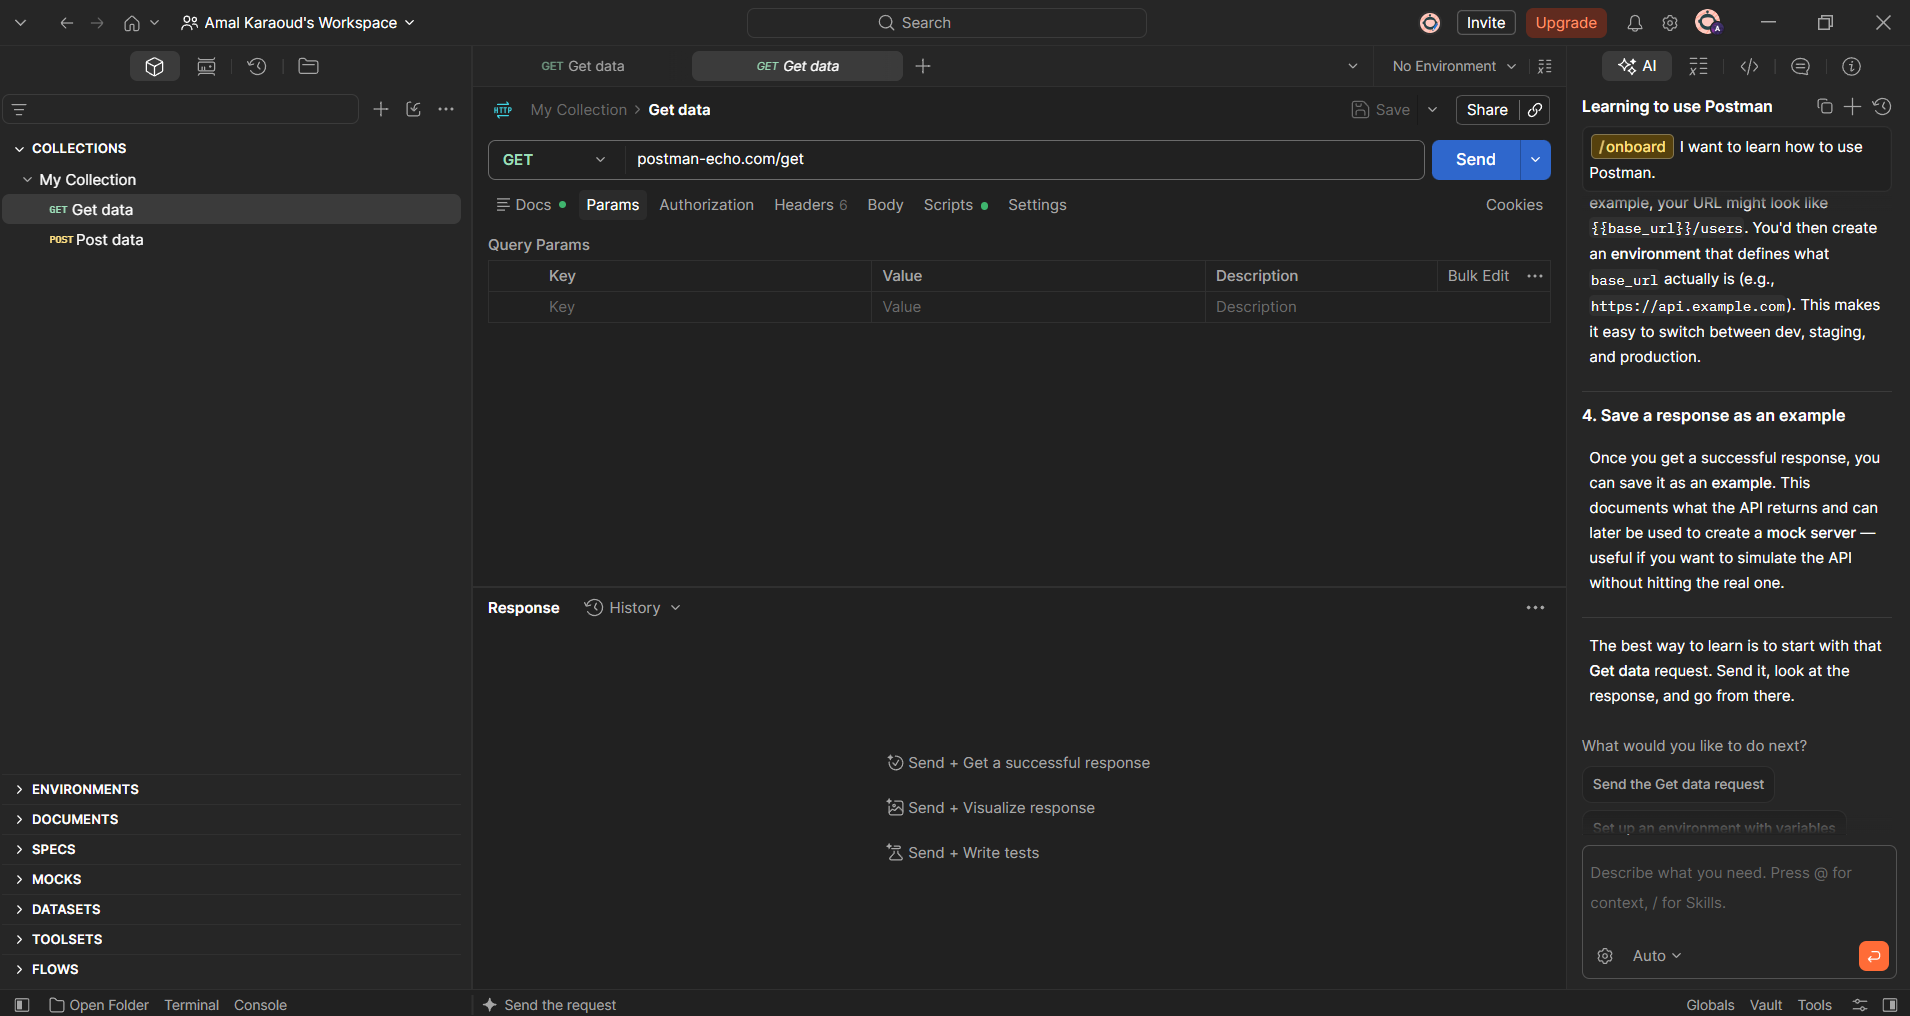 Amal Karaoud's Workspace
Search
Invite
Upgrade
A
GET Get data
GET Get data
No Environment
AI
HTTP
My Collection > Get data
Save
Share
Learning to use Postman
COLLECTIONS
My Collection
GET Get data
POST Post data
GET
postman-echo.com/get
Send
/onboard I want to learn how to use
Postman.
Docs
Params
Authorization
Headers 6
Body
Scripts
Settings
Cookies
Query Params
Key
Value
Description
Bulk Edit
Key
Value
Description
example, your URL might look like
{{base_url}}/users. You'd then create
an environment that defines what
base_url actually is (e.g.,
https://api.example.com). This makes
it easy to switch between dev, staging,
and production.
4. Save a response as an example
Once you get a successful response, you
can save it as an example. This
documents what the API returns and can
later be used to create a mock server —
useful if you want to simulate the API
without hitting the real one.
The best way to learn is to start with that
Get data request. Send it, look at the
response, and go from there.
What would you like to do next?
Send the Get data request
Set up an environment with variables
Describe what you need. Press @ for
context, / for Skills.
Auto
Response
History
Send + Get a successful response
Send + Visualize response
Send + Write tests
ENVIRONMENTS
DOCUMENTS
SPECS
MOCKS
DATASETS
TOOLSETS
FLOWS
Open Folder
Terminal
Console
Send the request
Globals
Vault
Tools